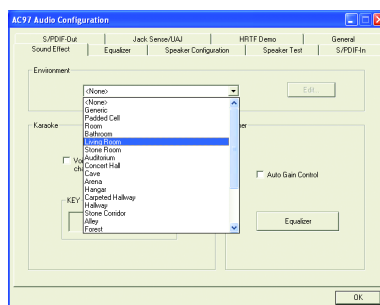 AC97 Audio Configuration
S/PDIF-Out Jack Sense/UAJ HRTF Demo General
Sound Effect Equalizer Speaker Configuration Speaker Test S/PDIF-In
Environment
<None>
Edit
<None>
Generic
Padded Cell
Room
Bathroom
Living Room
Stone Room
Auditorium
Concert Hall
Cave
Arena
Hangar
Carpeted Hallway
Hallway
Stone Corridor
Alley
Forest
Karaoke
KEY
Auto Gain Control
Equalizer
OK